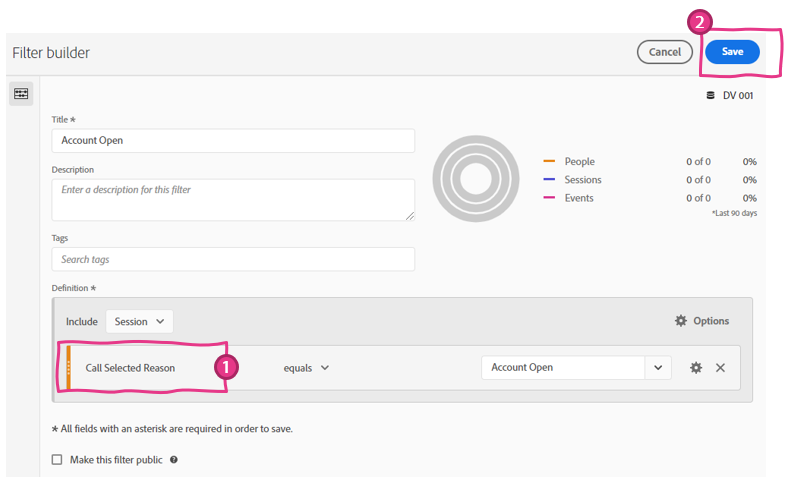 2
Filter builder
Cancel
Save
DV 001
Title *
Account Open
Description
Enter a description for this filter
People 0 of 0 0%
Sessions 0 of 0 0%
Events 0 of 0 0%
*Last 90 days
Tags
Search tags
Definition *
Include Session
Options
Call Selected Reason 1 equals Account Open
* All fields with an asterisk are required in order to save.
Make this filter public ?